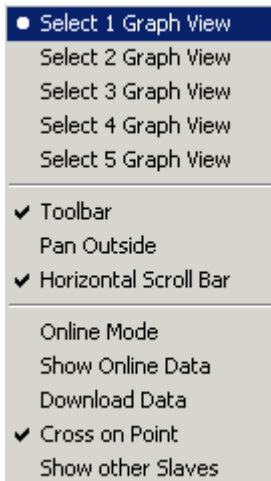 Select 1 Graph View
Select 2 Graph View
Select 3 Graph View
Select 4 Graph View
Select 5 Graph View
Toolbar
Pan Outside
Horizontal Scroll Bar
Online Mode
Show Online Data
Download Data
Cross on Point
Show other Slaves